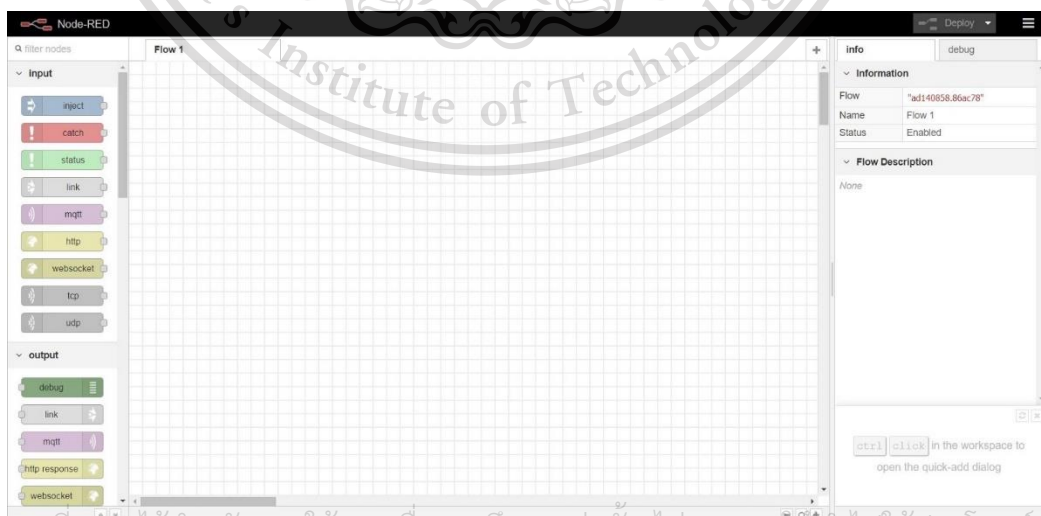 Node-RED
Deploy
filter nodes
Flow 1
info
debug
input
inject
catch
status
link
mqtt
http
websocket
tcp
udp
output
debug
link
mqtt
http response
websocket
Information
Flow "ad140858.86ac78"
Name Flow 1
Status Enabled
Flow Description
None
ctrl click in the workspace to
open the quick-add dialog
's Institute of Technolog